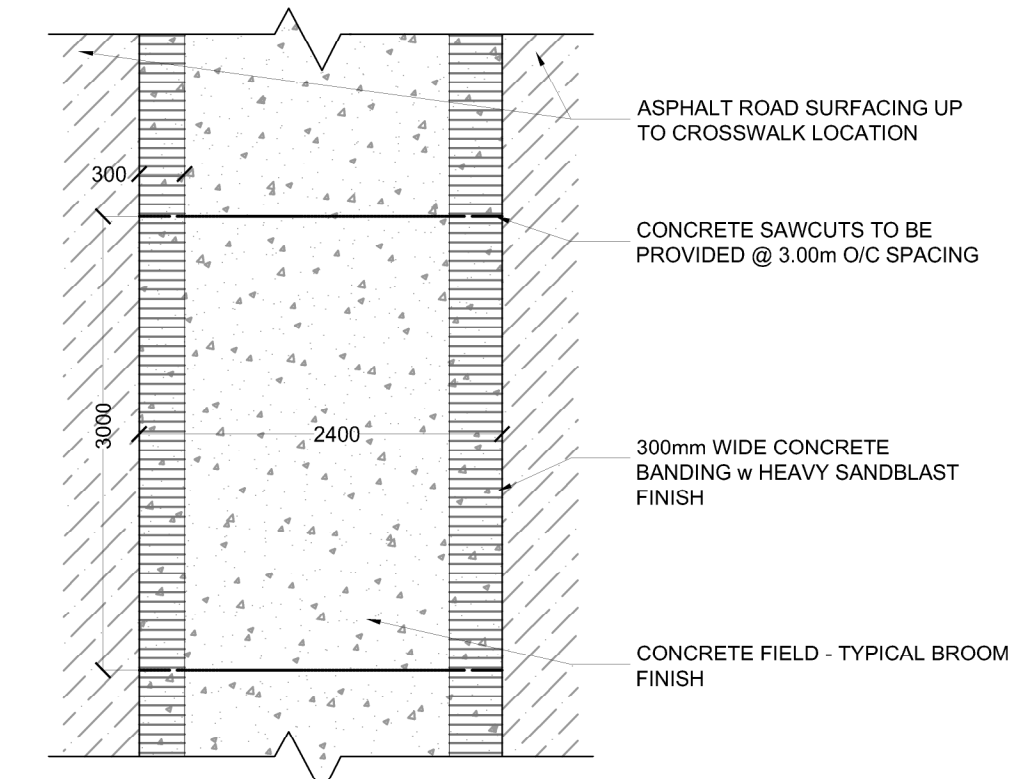 ASPHALT ROAD SURFACING UP
TO CROSSWALK LOCATION
300
CONCRETE SAWCUTS TO BE
PROVIDED @ 3.00m O/C SPACING
3000
2400
300mm WIDE CONCRETE
BANDING w HEAVY SANDBLAST
FINISH
CONCRETE FIELD - TYPICAL BROOM
FINISH